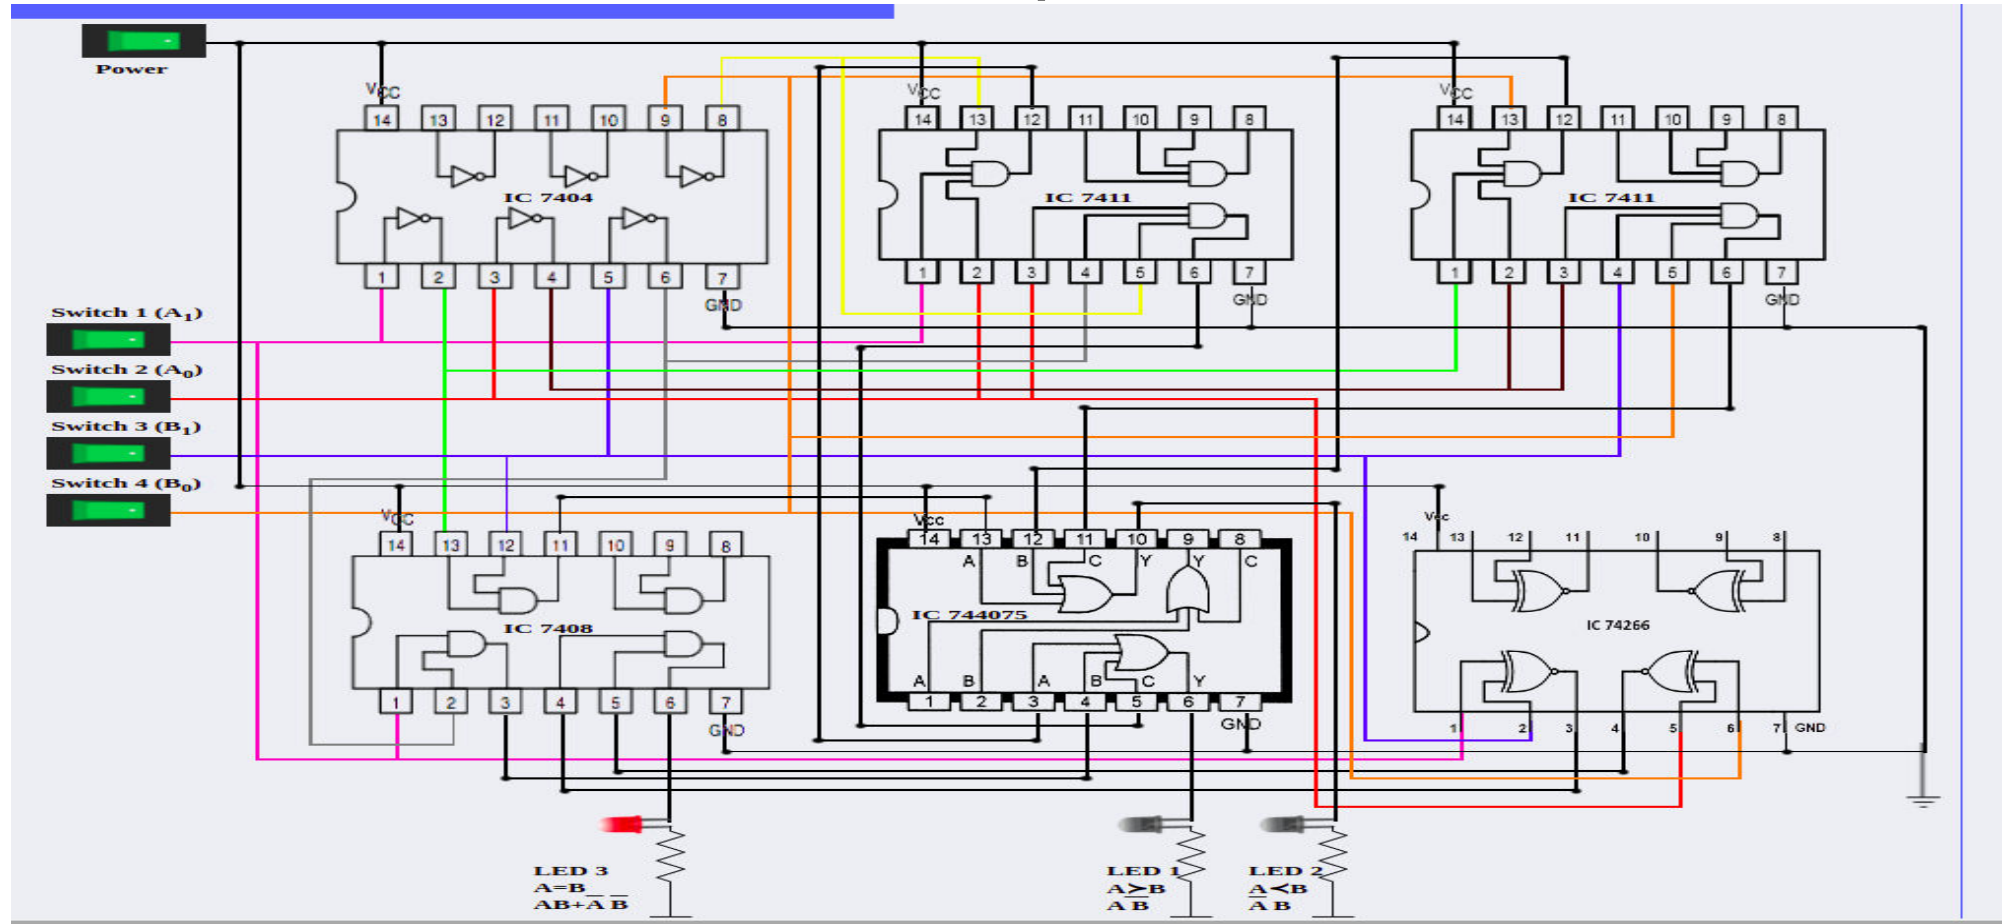 Power
VCC
VCC
VCC
14 13 12 11 10 9 8
14 13 12 11 10 9 8
14 13 12 11 10 9 8
IC 7404
IC 7411
IC 7411
1 2 3 4 5 6 7
1 2 3 4 5 6 7
1 2 3 4 5 6 7
GND
GND
GND
Switch 1 (A1)
Switch 2 (A0)
Switch 3 (B1)
Switch 4 (B0)
VCC
Vcc
Vcc
14 13 12 11 10 9 8
14 13 12 11 10 9 8
14 13 12 11 10 9 8
A B C Y Y C
IC 7408
IC 744075
IC 74266
A B A B C Y
1 2 3 4 5 6 7
1 2 3 4 5 6 7
1 2 3 4 5 6 7 GND
GND
GND
LED 3
A=B
AB+A̅ B̅
LED 1
A>B
A B̅
LED 2
A<B
A̅ B